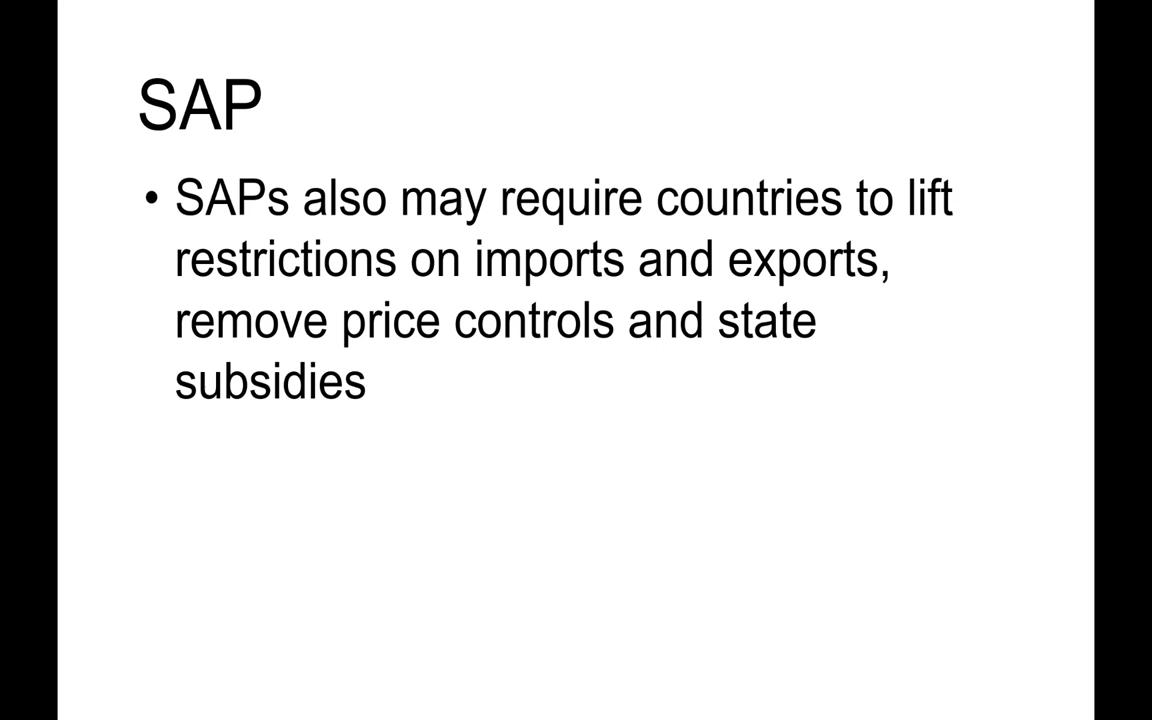 SAP
• SAPs also may require countries to lift
restrictions on imports and exports,
remove price controls and state
subsidies